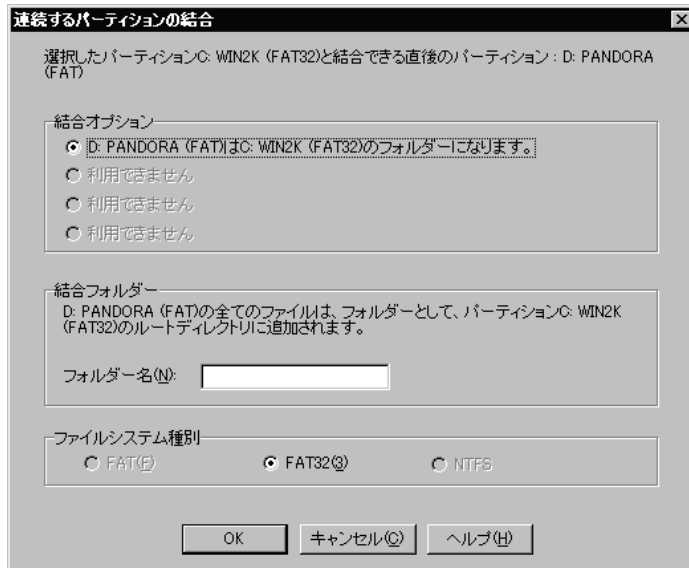 連続するパーティションの結合
選択したパーティションC: WIN2K (FAT32)と結合できる直後のパーティション : D: PANDORA
(FAT)
結合オプション
D: PANDORA (FAT)はC: WIN2K (FAT32)のフォルダーになります。
利用できません
利用できません
利用できません
結合フォルダー
D: PANDORA (FAT)の全てのファイルは、フォルダーとして、パーティションC: WIN2K
(FAT32)のルートディレクトリに追加されます。
フォルダー名(N):
ファイルシステム種別
FAT(F) FAT32(3) NTFS
OK キャンセル(C) ヘルプ(H)